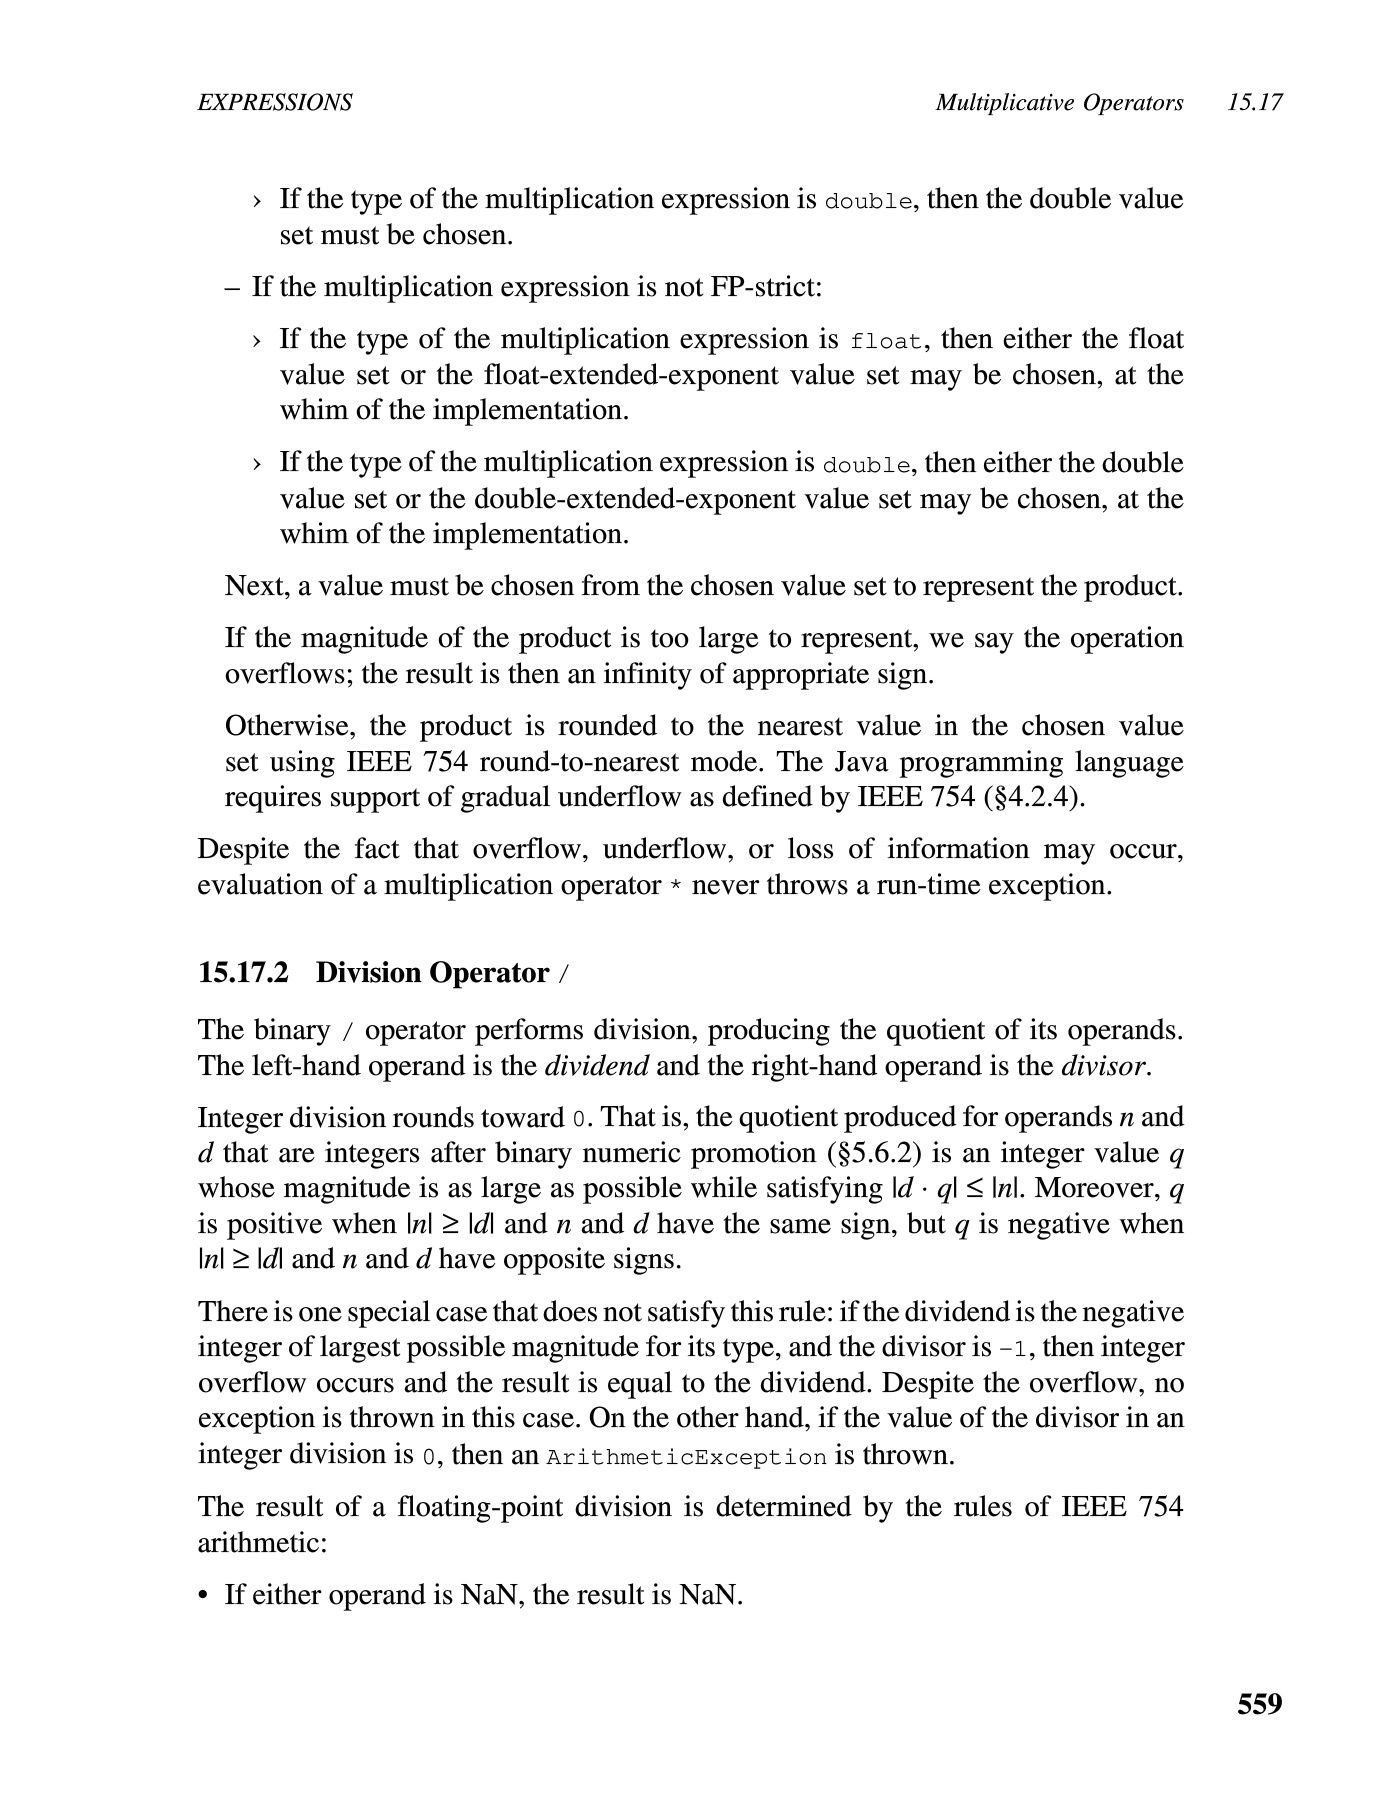 EXPRESSIONS Multiplicative Operators 15.17
› If the type of the multiplication expression is double, then the double value
set must be chosen.
– If the multiplication expression is not FP-strict:
› If the type of the multiplication expression is float, then either the float
value set or the float-extended-exponent value set may be chosen, at the
whim of the implementation.
› If the type of the multiplication expression is double, then either the double
value set or the double-extended-exponent value set may be chosen, at the
whim of the implementation.
Next, a value must be chosen from the chosen value set to represent the product.
If the magnitude of the product is too large to represent, we say the operation
overflows; the result is then an infinity of appropriate sign.
Otherwise, the product is rounded to the nearest value in the chosen value
set using IEEE 754 round-to-nearest mode. The Java programming language
requires support of gradual underflow as defined by IEEE 754 (§4.2.4).
Despite the fact that overflow, underflow, or loss of information may occur,
evaluation of a multiplication operator * never throws a run-time exception.
15.17.2 Division Operator /
The binary / operator performs division, producing the quotient of its operands.
The left-hand operand is the dividend and the right-hand operand is the divisor.
Integer division rounds toward 0. That is, the quotient produced for operands n and
d that are integers after binary numeric promotion (§5.6.2) is an integer value q
whose magnitude is as large as possible while satisfying |d · q| ≤ |n|. Moreover, q
is positive when |n| ≥ |d| and n and d have the same sign, but q is negative when
|n| ≥ |d| and n and d have opposite signs.
There is one special case that does not satisfy this rule: if the dividend is the negative
integer of largest possible magnitude for its type, and the divisor is -1, then integer
overflow occurs and the result is equal to the dividend. Despite the overflow, no
exception is thrown in this case. On the other hand, if the value of the divisor in an
integer division is 0, then an ArithmeticException is thrown.
The result of a floating-point division is determined by the rules of IEEE 754
arithmetic:
• If either operand is NaN, the result is NaN.
559